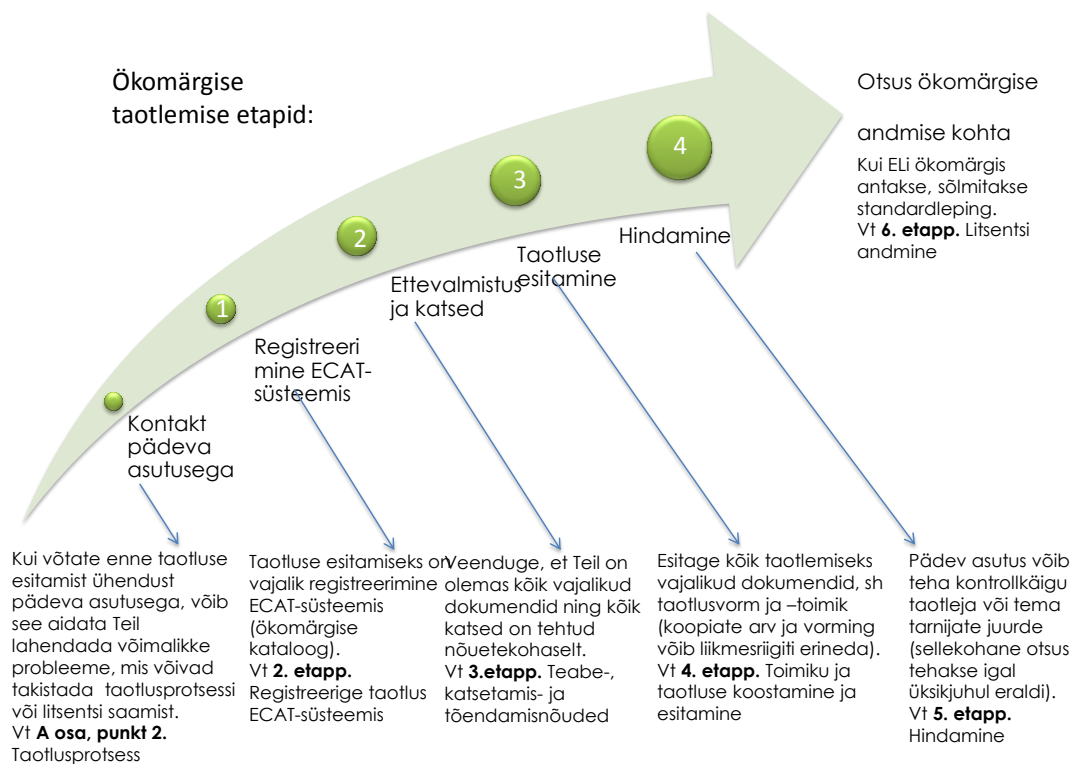 Ökomärgise
taotlemise etapid:
Otsus ökomärgise
andmise kohta
Kui ELi ökomärgis
antakse, sõlmitakse
standardleping.
Vt 6. etapp. Litsentsi
andmine
4
3
2
1
Hindamine
Taotluse
esitamine
Ettevalmistus
ja katsed
Registreeri
mine ECAT-
süsteemis
Kontakt
pädeva
asutusega
Kui võtate enne taotluse
esitamist ühendust
pädeva asutusega, võib
see aidata Teil
lahendada võimalikke
probleeme, mis võivad
takistada taotlusprotsessi
või litsentsi saamist.
Vt A osa, punkt 2.
Taotlusprotsess
Taotluse esitamiseks on
vajalik registreerimine
ECAT-süsteemis
(ökomärgise
kataloog).
Vt 2. etapp.
Registreerige taotlus
ECAT-süsteemis
Veenduge, et Teil on
olemas kõik vajalikud
dokumendid ning kõik
katsed on tehtud
nõuetekohaselt.
Vt 3.etapp. Teabe-,
katsetamis- ja
tõendamisnõuded
Esitage kõik taotlemiseks
vajalikud dokumendid, sh
taotlusvorm ja –toimik
(koopiate arv ja vorming
võib liikmesriigiti erineda).
Vt 4. etapp. Toimiku ja
taotluse koostamine ja
esitamine
Pädev asutus võib
teha kontrollkäigu
taotleja või tema
tarnijate juurde
(sellekohane otsus
tehakse igal
üksikjuhul eraldi).
Vt 5. etapp.
Hindamine